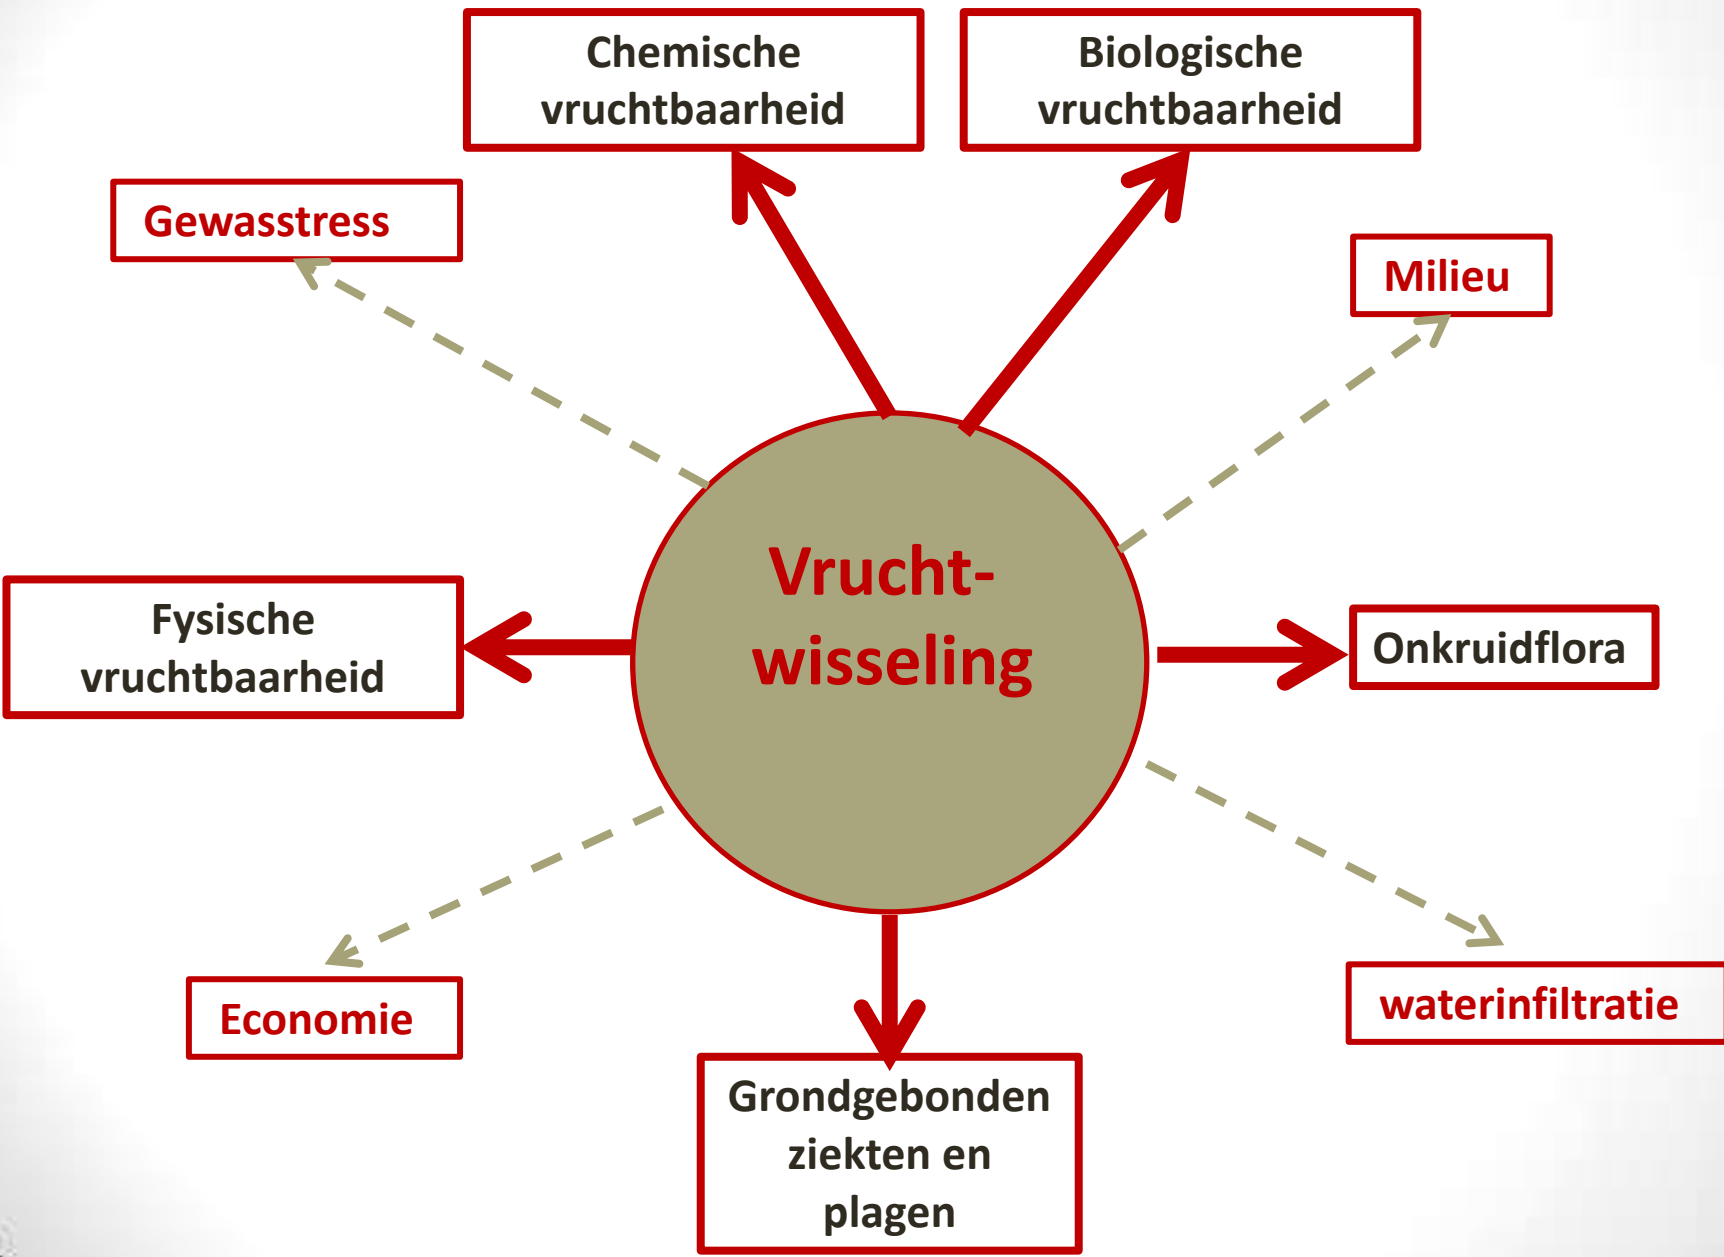 Chemische
vruchtbaarheid
Biologische
vruchtbaarheid
Gewasstress
Milieu
Vrucht-
wisseling
Fysische
vruchtbaarheid
Onkruidflora
Economie
waterinfiltratie
Grondgebonden
ziekten en
plagen